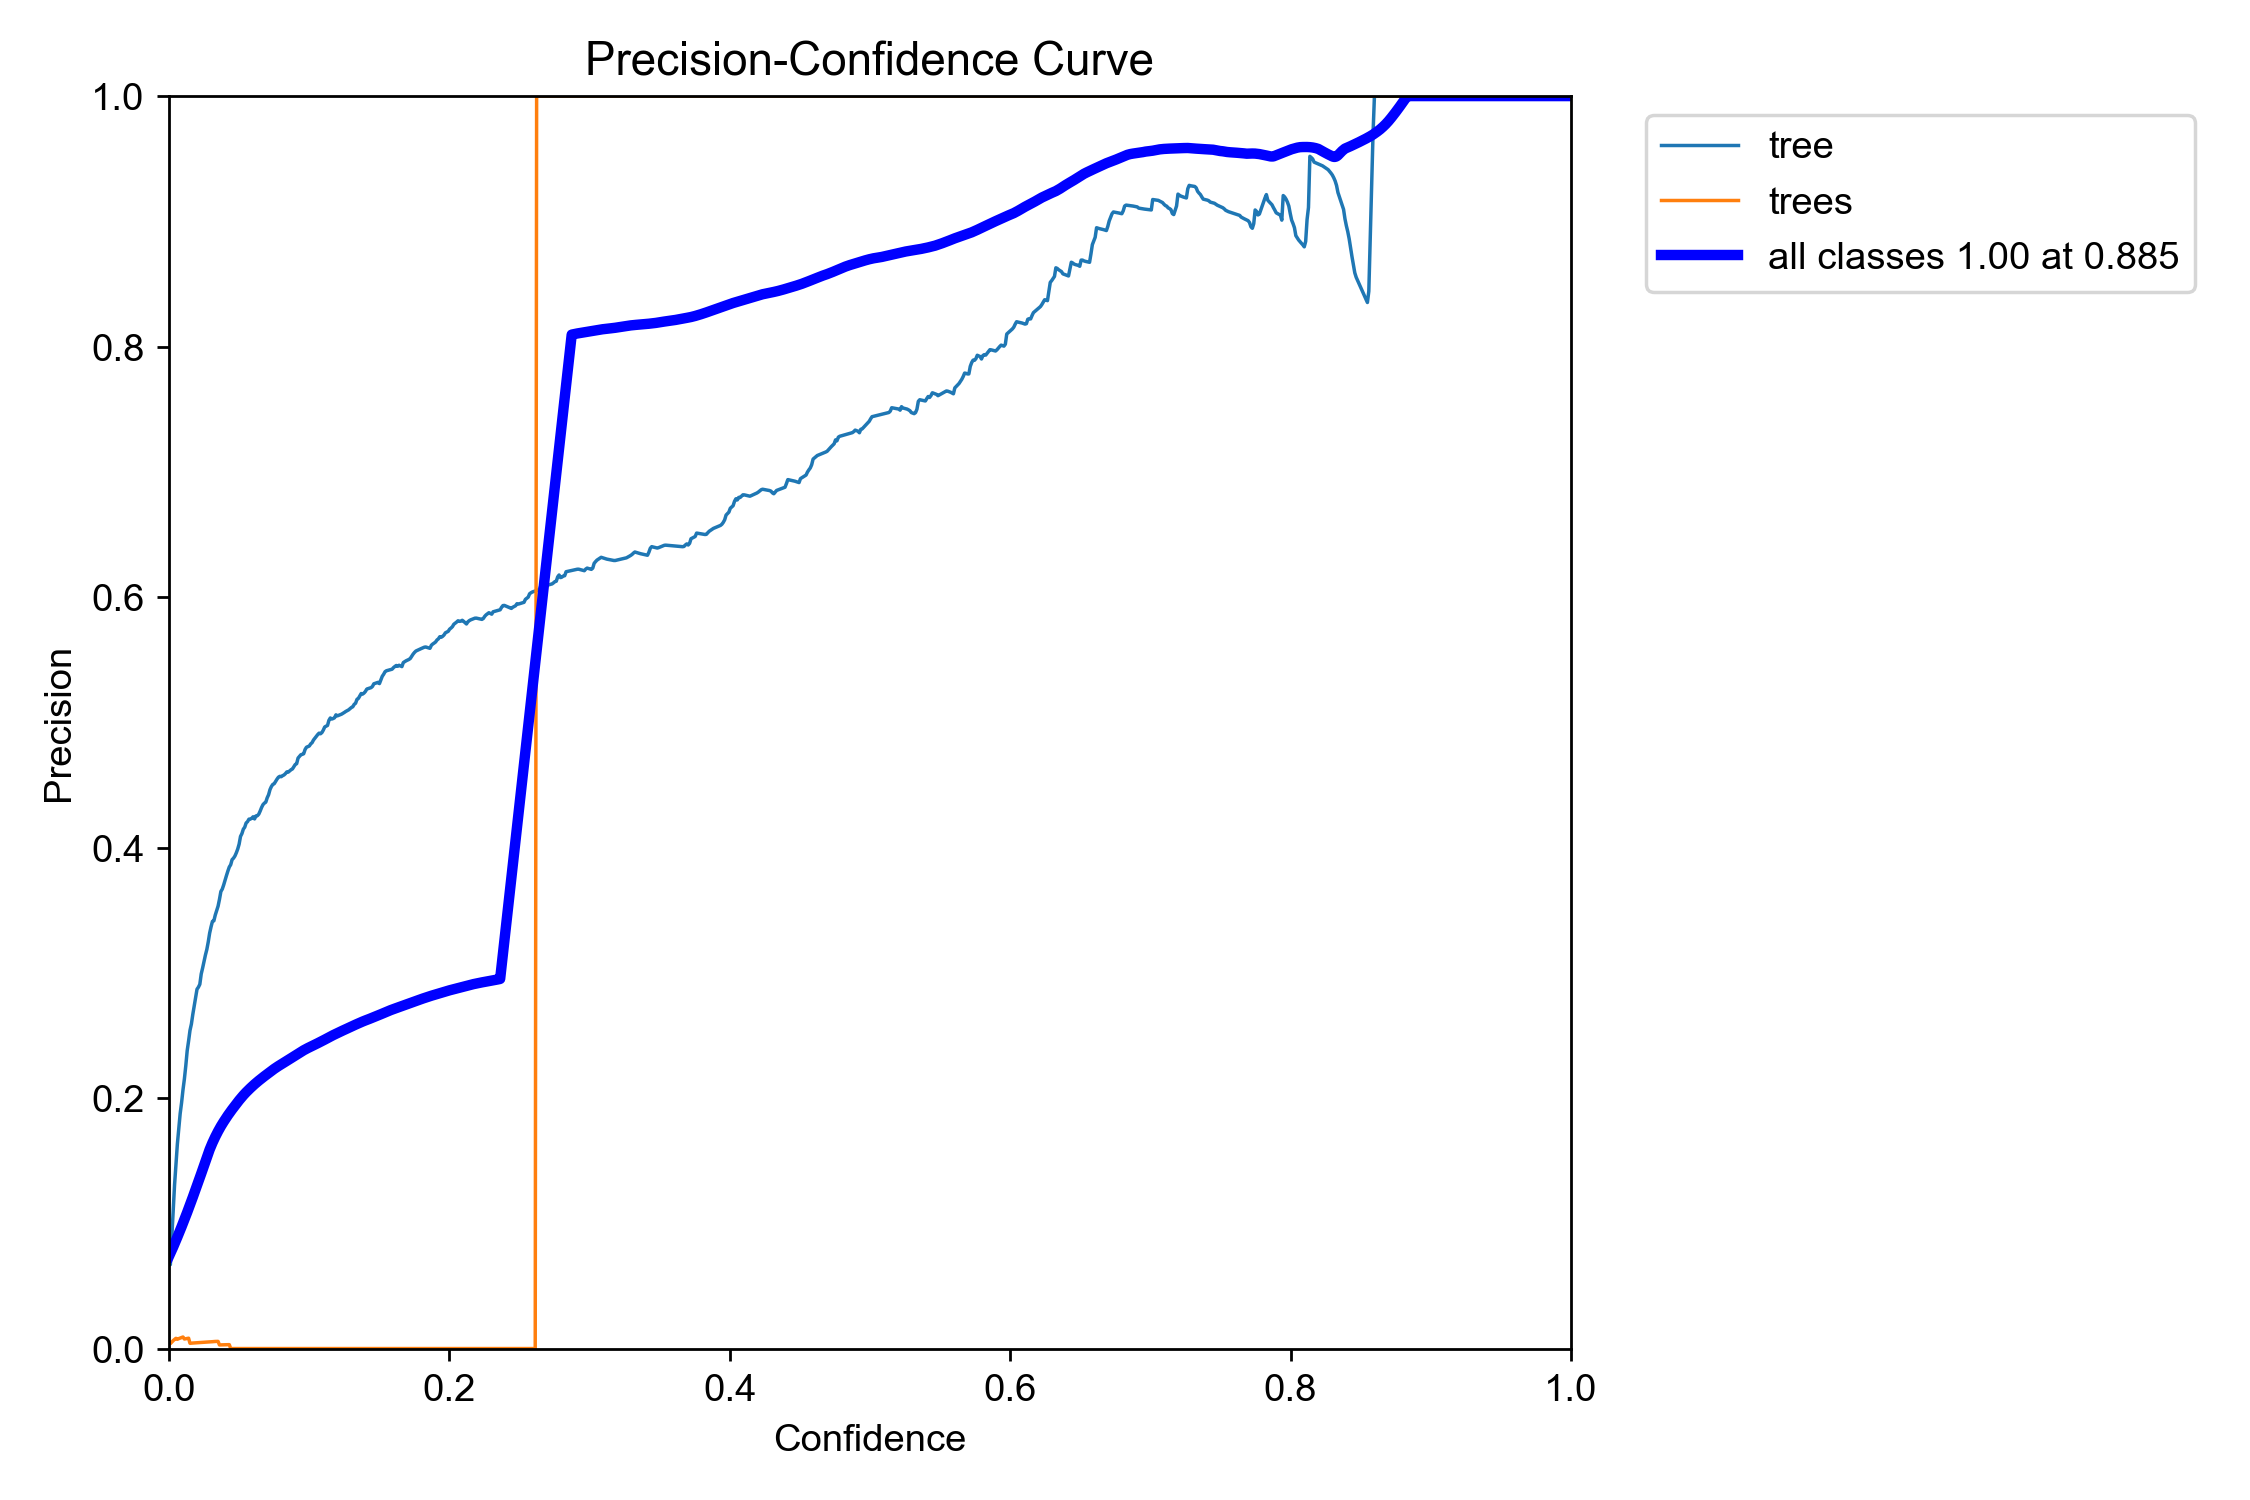 Precision-Confidence Curve
1.0
0.8
0.6
0.4
0.2
0.0
Precision
0.0 0.2 0.4 0.6 0.8 1.0
Confidence
tree
trees
all classes 1.00 at 0.885